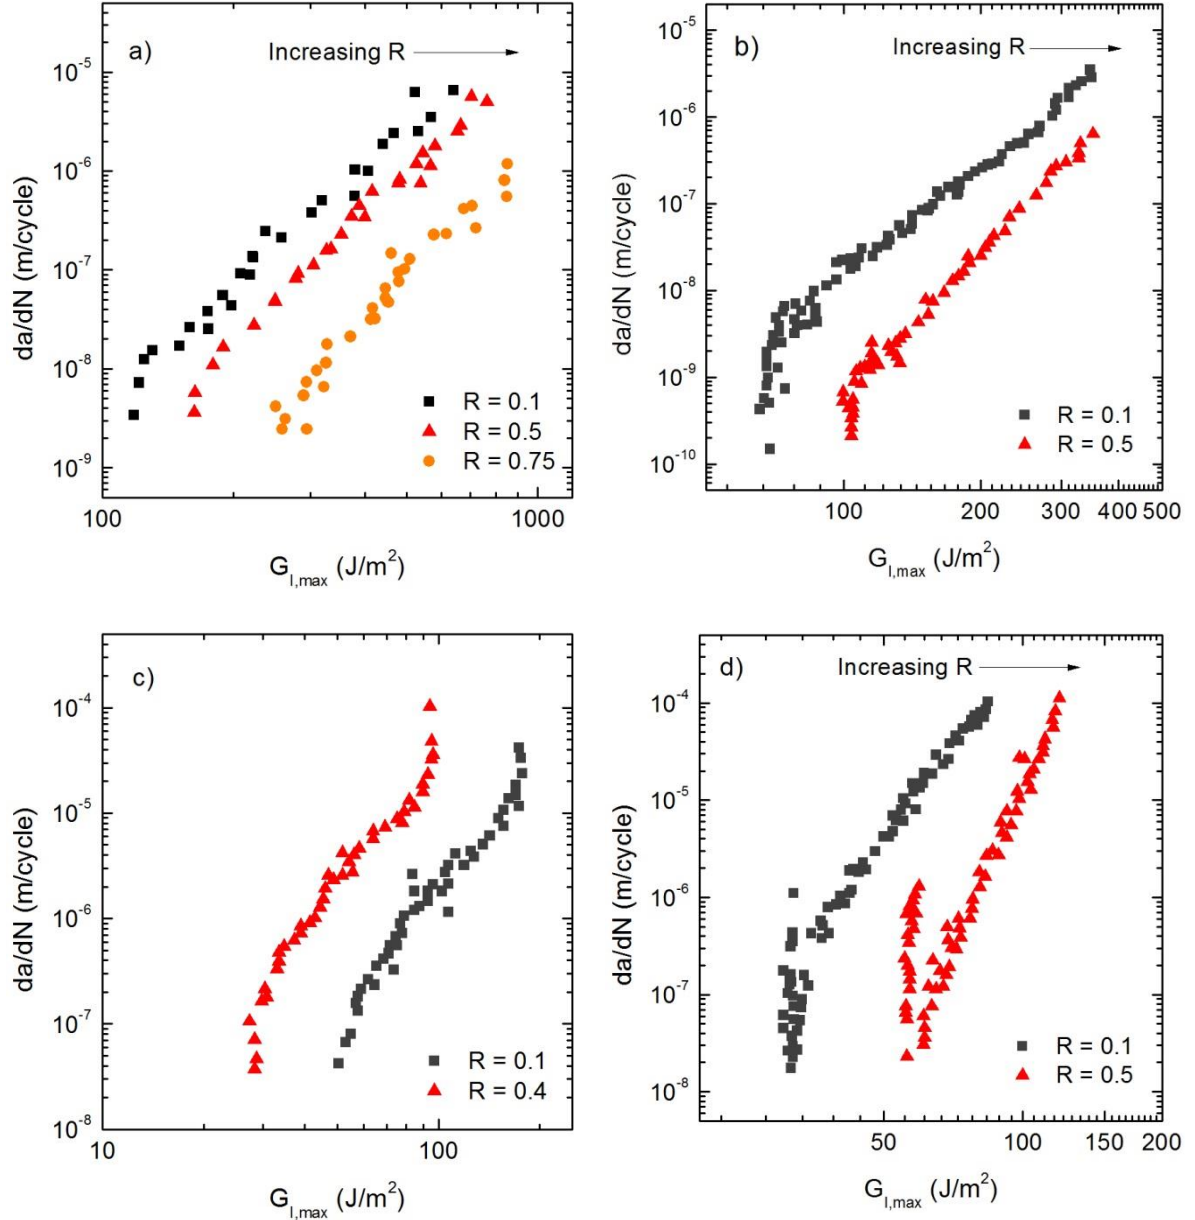 a)
Increasing R
da/dN (m/cycle)
10⁻⁵
10⁻⁶
10⁻⁷
10⁻⁸
10⁻⁹
R = 0.1
R = 0.5
R = 0.75
100
1000
G_I,max (J/m²)
b)
Increasing R
da/dN (m/cycle)
10⁻⁵
10⁻⁶
10⁻⁷
10⁻⁸
10⁻⁹
10⁻¹⁰
R = 0.1
R = 0.5
100 200 300 400 500
G_I,max (J/m²)
c)
da/dN (m/cycle)
10⁻⁴
10⁻⁵
10⁻⁶
10⁻⁷
10⁻⁸
R = 0.1
R = 0.4
10 100
G_I,max (J/m²)
d)
Increasing R
da/dN (m/cycle)
10⁻⁴
10⁻⁵
10⁻⁶
10⁻⁷
10⁻⁸
R = 0.1
R = 0.5
50 100 150 200
G_I,max (J/m²)